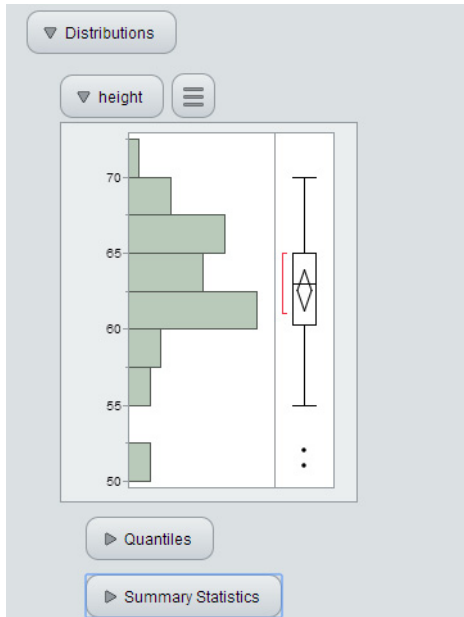 Distributions
height
70
65
60
55
50
Quantiles
Summary Statistics